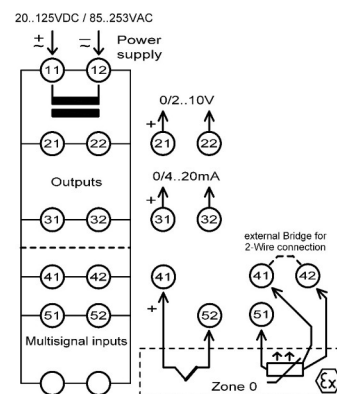 20..125VDC / 85..253VAC
+ ≂ − ≂ Power supply
11 12
0/2..10V
21 22 + 21 22
Outputs
0/4..20mA
31 32 + 31 32
external Bridge for
2-Wire connection
41 42 41 41 42
51 52 + 52 51
Multisignal inputs
Zone 0
Ex